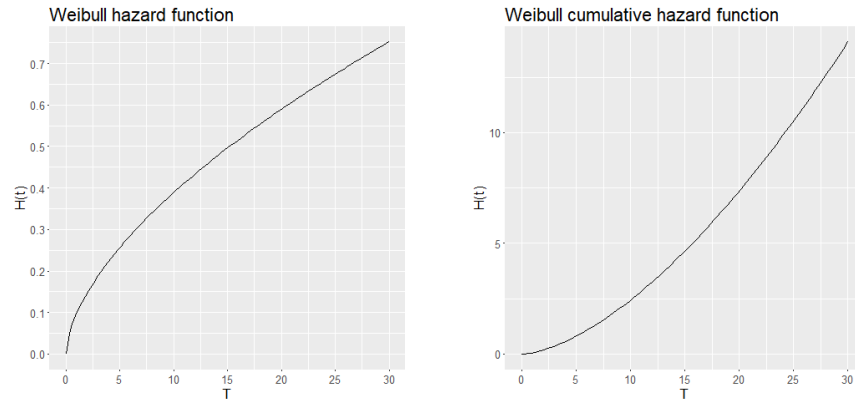 Weibull hazard function
0.7
0.6
0.5
0.4
0.3
0.2
0.1
0.0
H(t)
0 5 10 15 20 25 30
T
Weibull cumulative hazard function
10
5
0
H(t)
0 5 10 15 20 25 30
T